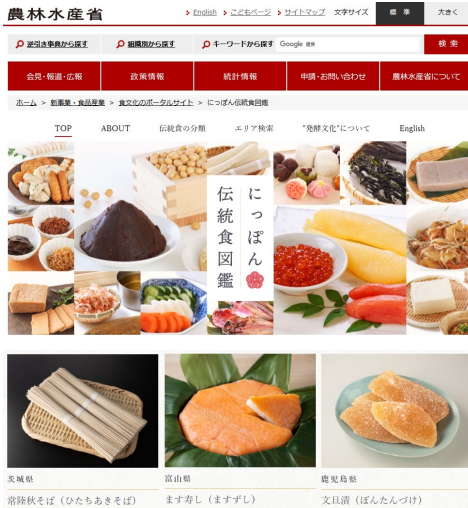 農林水産省
English こどもページ サイトマップ 文字サイズ 標準 大きく
逆引き事典から探す 組織別から探す キーワードから探す Google 提供 検索
会見・報道・広報 政策情報 統計情報 申請・お問い合わせ 農林水産省について
ホーム > 新事業・食品産業 > 食文化のポータルサイト > にっぽん伝統食図鑑
TOP ABOUT 伝統食の分類 エリア検索 "発酵文化"について English
にっぽん
伝統食図鑑
茨城県 富山県 鹿児島県
常陸秋そば（ひたちあきそば） ます寿し（ますずし） 文旦漬（ぼんたんづけ）